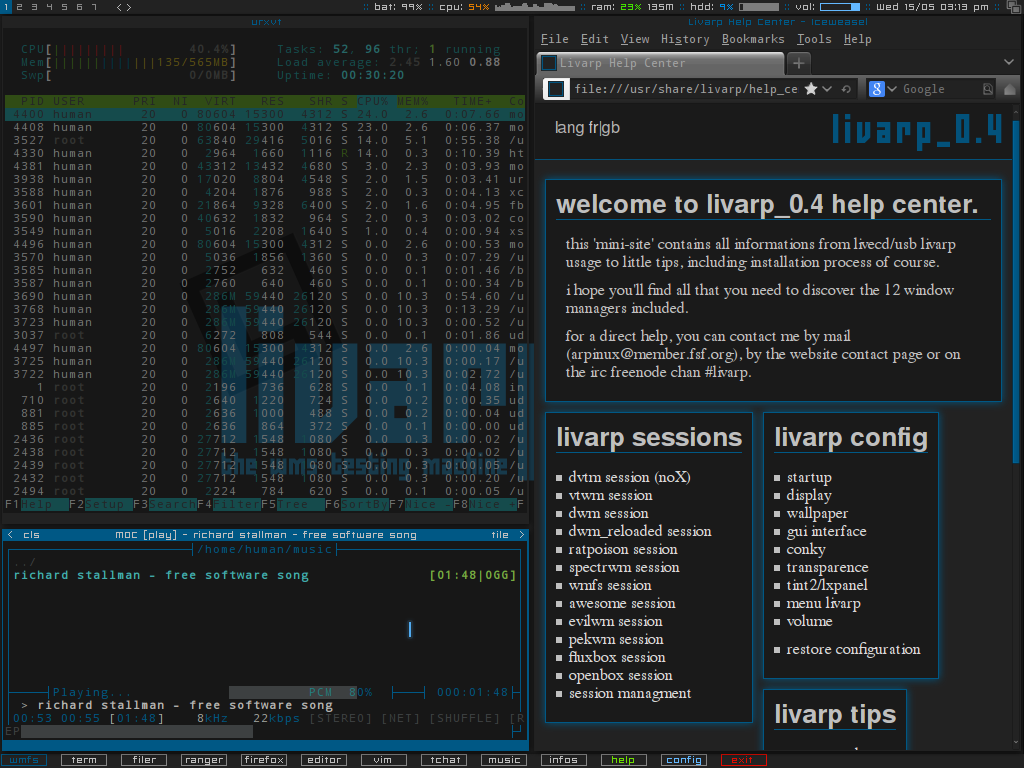 1 2 3 4 5 6 7 < > :: bat: 99% :: cpu: 54% :: ram: 23% 135M :: hdd: 9% :: vol: :: Wed 15/05 03:13 pm ::
urxvt
CPU[ 40.4%] Tasks: 52, 96 thr; 1 running
Mem[ 135/565MB] Load average: 2.45 1.60 0.88
Swp[ 0/0MB] Uptime: 00:30:20
PID USER PRI NI VIRT RES SHR S CPU% MEM% TIME+ Co
4400 human 20 0 80604 15300 4312 S 24.0 2.6 0:07.66 mo
4408 human 20 0 80604 15300 4312 S 23.0 2.6 0:06.37 mo
3527 root 20 0 63840 29416 5016 S 14.0 5.1 0:55.38 /u
4330 human 20 0 2964 1660 1116 R 14.0 0.3 0:10.39 ht
4381 human 20 0 43312 13432 4680 S 3.0 2.3 0:03.93 mo
3938 human 20 0 17020 8804 4548 S 2.0 1.5 0:03.41 ur
3588 human 20 0 4204 1876 988 S 2.0 0.3 0:04.13 xc
3601 human 20 0 21864 9328 6400 S 2.0 1.6 0:04.95 fb
3590 human 20 0 40632 1832 964 S 2.0 0.3 0:03.02 co
3549 human 20 0 5016 2208 1640 S 1.0 0.4 0:00.94 xs
4496 human 20 0 80604 15300 4312 S 0.0 2.6 0:00.53 mo
3570 human 20 0 5036 1856 1360 S 0.0 0.3 0:07.29 /u
3585 human 20 0 2752 632 460 S 0.0 0.1 0:01.46 /b
3587 human 20 0 2760 640 460 S 0.0 0.1 0:00.34 /b
3690 human 20 0 286M 59440 26120 S 0.0 10.3 0:54.60 /u
3768 human 20 0 286M 59440 26120 S 0.0 10.3 0:13.29 /u
3723 human 20 0 286M 59440 26120 S 0.0 10.3 0:00.52 /u
3037 root 20 0 6272 808 544 S 0.0 0.1 0:01.86 ud
4497 human 20 0 80604 15300 4312 S 0.0 2.6 0:00.04 mo
3725 human 20 0 286M 59440 26120 S 0.0 10.3 0:00.17 /u
3722 human 20 0 286M 59440 26120 S 0.0 10.3 0:02.72 /u
1 root 20 0 2196 736 628 S 0.0 0.1 0:04.08 in
710 root 20 0 2640 1220 724 S 0.0 0.2 0:00.35 ud
881 root 20 0 2636 1000 488 S 0.0 0.2 0:00.04 ud
885 root 20 0 2636 864 372 S 0.0 0.1 0:00.00 ud
2436 root 20 0 27712 1548 1080 S 0.0 0.3 0:00.02 /u
2438 root 20 0 27712 1548 1080 S 0.0 0.3 0:00.02 /u
2439 root 20 0 27712 1548 1080 S 0.0 0.3 0:00.05 /u
2432 root 20 0 27712 1548 1080 S 0.0 0.3 0:00.20 /u
2494 root 20 0 2224 784 620 S 0.0 0.1 0:00.05 /u
F1Help F2Setup F3SearchF4FilterF5Tree F6SortByF7Nice -F8Nice +F
the wms testing machine
< cls MOC [play] - richard stallman - free software song tile >
/home/human/music
../
richard stallman - free software song [01:48|OGG]
Playing... PCM 80% 000:01:48
> richard stallman - free software song
00:53 00:55 [01:48] 8kHz 22kbps [STEREO] [NET] [SHUFFLE] [R
EP
Livarp Help Center - Iceweasel
File Edit View History Bookmarks Tools Help
Livarp Help Center
file:///usr/share/livarp/help_ce Google
lang fr|gb
livarp_0.4
welcome to livarp_0.4 help center.
this 'mini-site' contains all informations from livecd/usb livarp
usage to little tips, including installation process of course.
i hope you'll find all that you need to discover the 12 window
managers included.
for a direct help, you can contact me by mail
(arpinux@member.fsf.org), by the website contact page or on
the irc freenode chan #livarp.
livarp sessions
dvtm session (noX)
vtwm session
dwm session
dwm_reloaded session
ratpoison session
spectrwm session
wmfs session
awesome session
evilwm session
pekwm session
fluxbox session
openbox session
session managment
livarp config
startup
display
wallpaper
gui interface
conky
transparence
tint2/lxpanel
menu livarp
volume
restore configuration
livarp tips
wmfs term filer ranger firefox editor vim tchat music infos help config exit